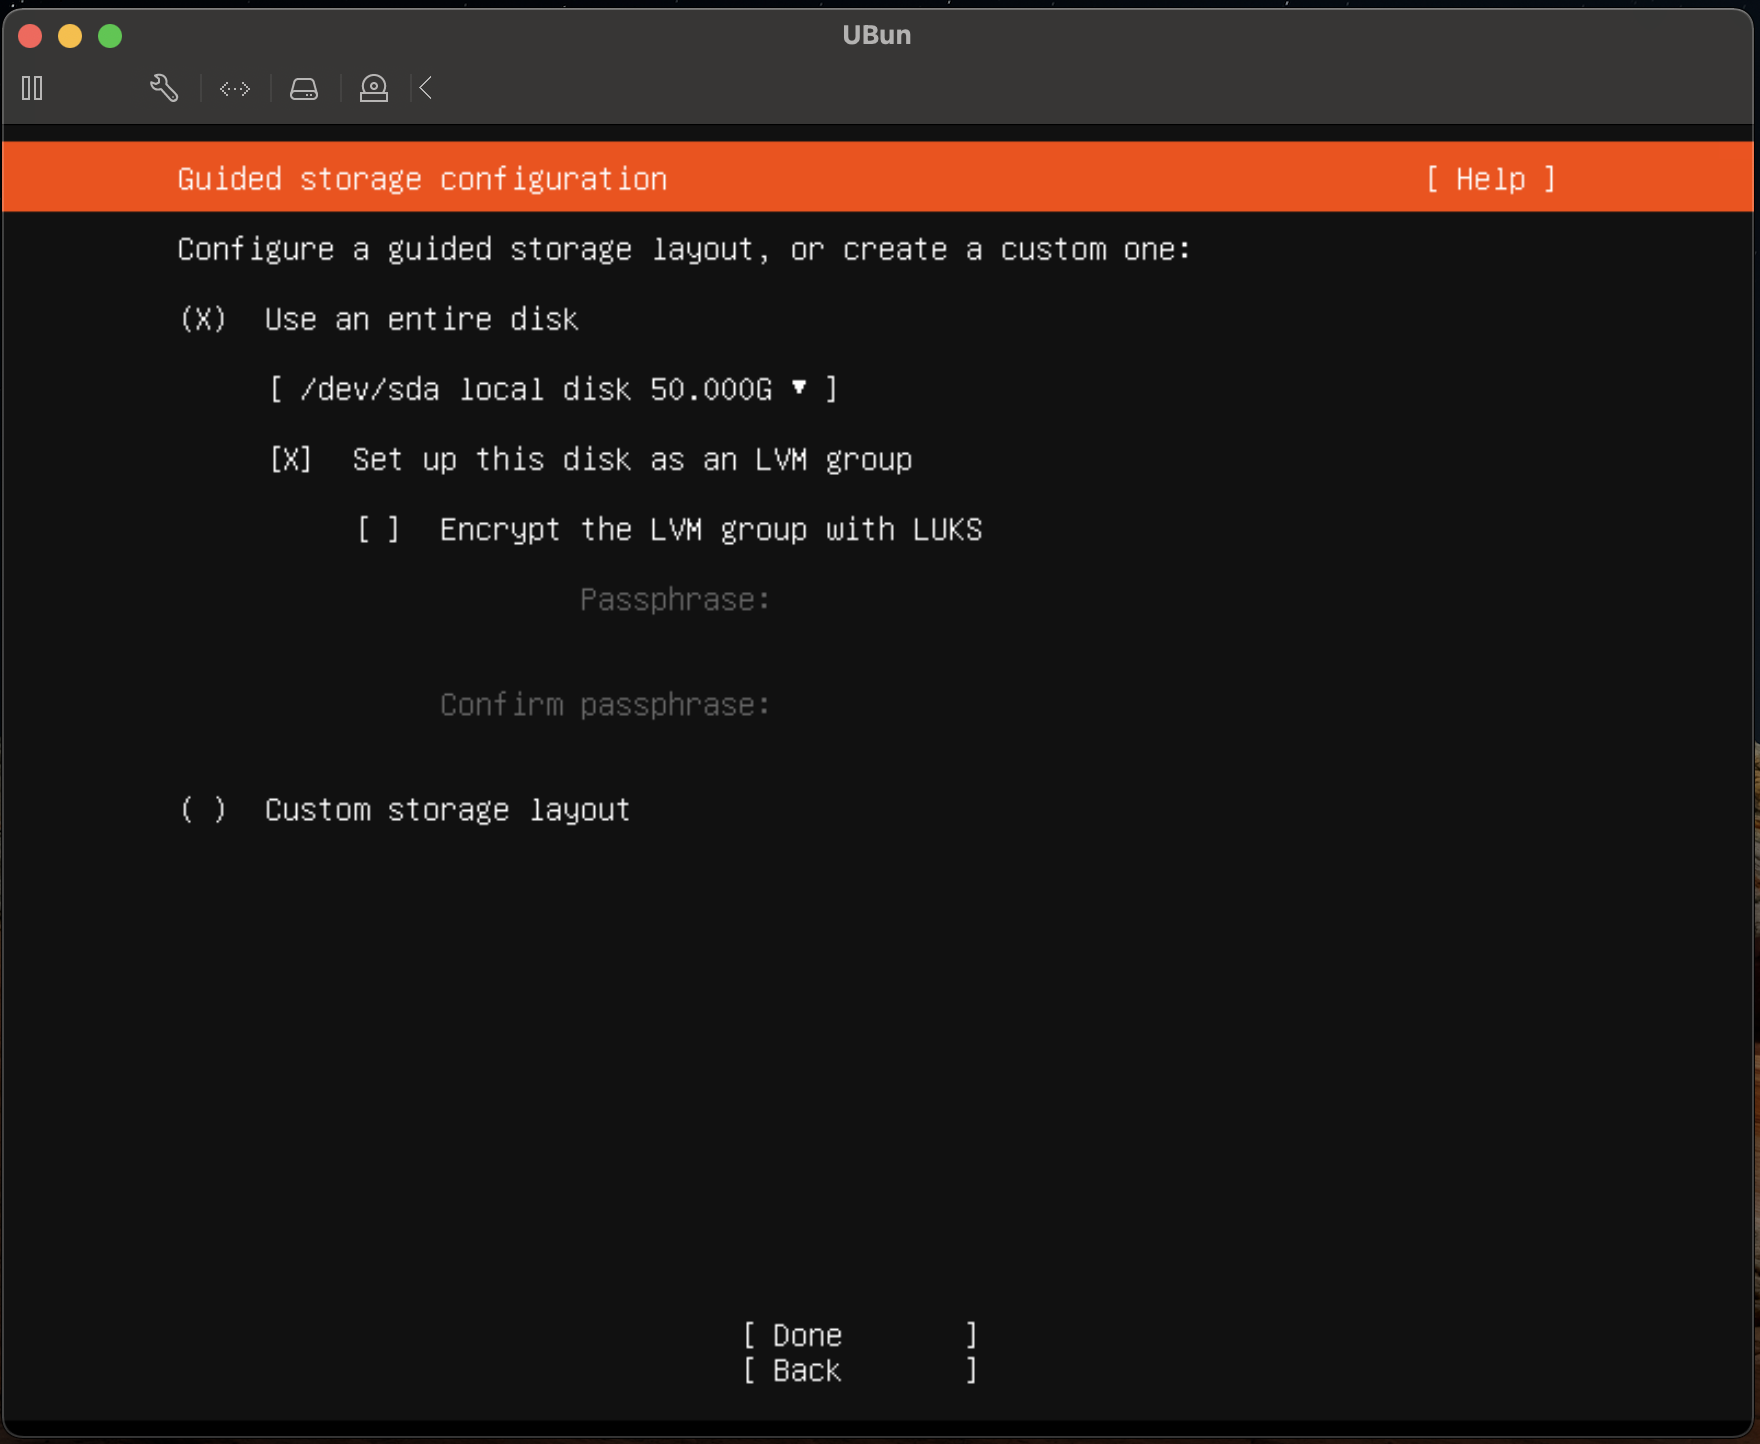 UBun
Guided storage configuration [ Help ]
Configure a guided storage layout, or create a custom one:
(X) Use an entire disk
[ /dev/sda local disk 50.000G ▾ ]
[X] Set up this disk as an LVM group
[ ] Encrypt the LVM group with LUKS
Passphrase:
Confirm passphrase:
( ) Custom storage layout
[ Done ]
[ Back ]